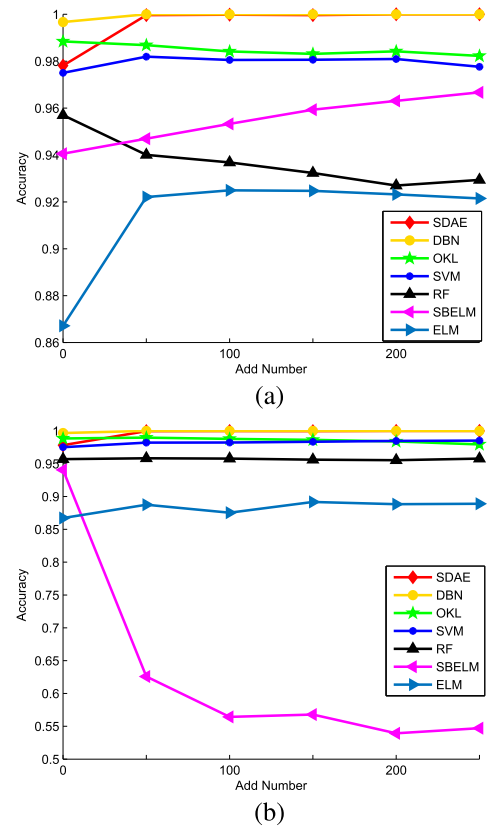 1
0.98
0.96
0.94
0.92
0.9
0.88
0.86
Accuracy
0
100
200
Add Number
SDAE
DBN
OKL
SVM
RF
SBELM
ELM
(a)
1
0.95
0.9
0.85
0.8
0.75
0.7
0.65
0.6
0.55
0.5
Accuracy
0
100
200
Add Number
SDAE
DBN
OKL
SVM
RF
SBELM
ELM
(b)